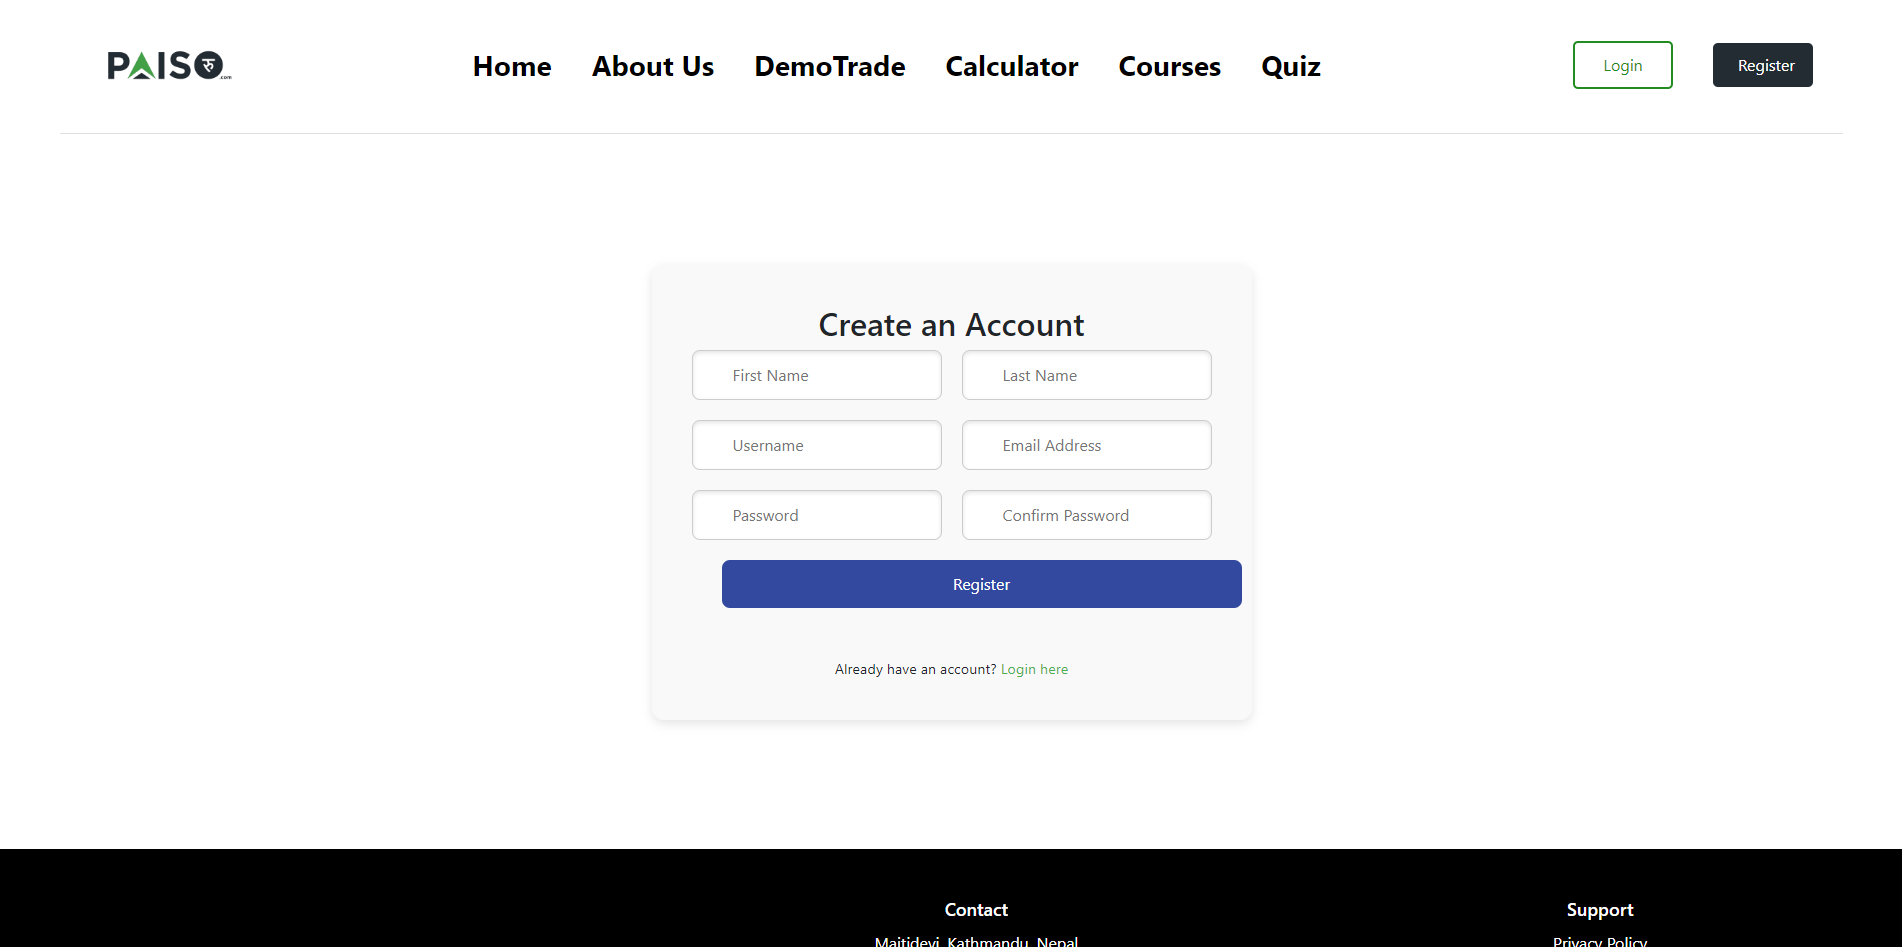 PAISO रु .com
Home About Us DemoTrade Calculator Courses Quiz
Login Register
Create an Account
First Name Last Name
Username Email Address
Password Confirm Password
Register
Already have an account? Login here
Contact Support
Maitidevi, Kathmandu, Nepal Privacy Policy